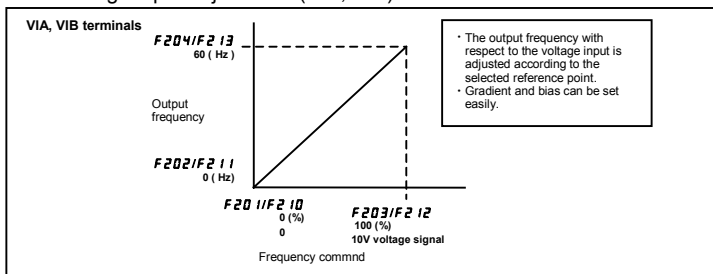 VIA, VIB terminals
F204/F213
60 ( Hz )
Output
frequency
F202/F211
0 ( Hz)
F201/F210
0 (%)
0
F203/F212
100 (%)
10V voltage signal
Frequency commnd
・ The output frequency with
respect to the voltage input is
adjusted according to the
selected reference point.
・ Gradient and bias can be set
easily.